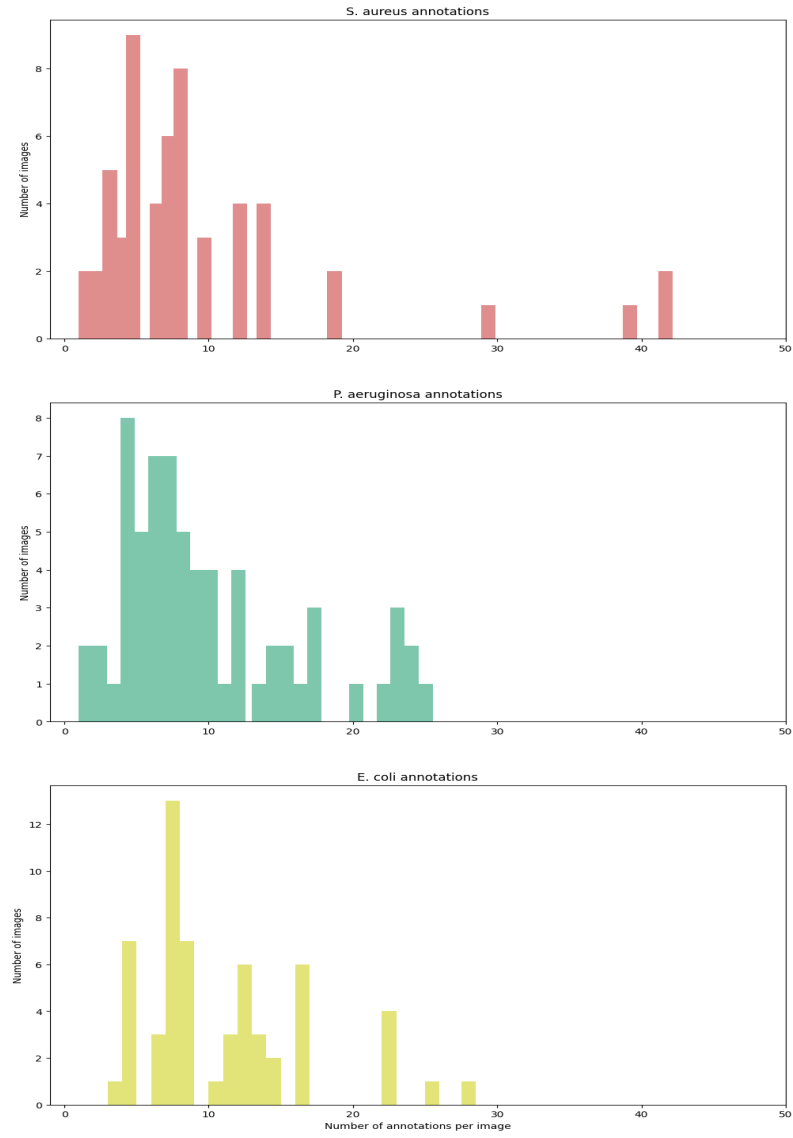 S. aureus annotations
Number of images
8
6
4
2
0
0 10 20 30 40 50
P. aeruginosa annotations
Number of images
8
7
6
5
4
3
2
1
0
0 10 20 30 40 50
E. coli annotations
Number of images
12
10
8
6
4
2
0
0 10 20 30 40 50
Number of annotations per image